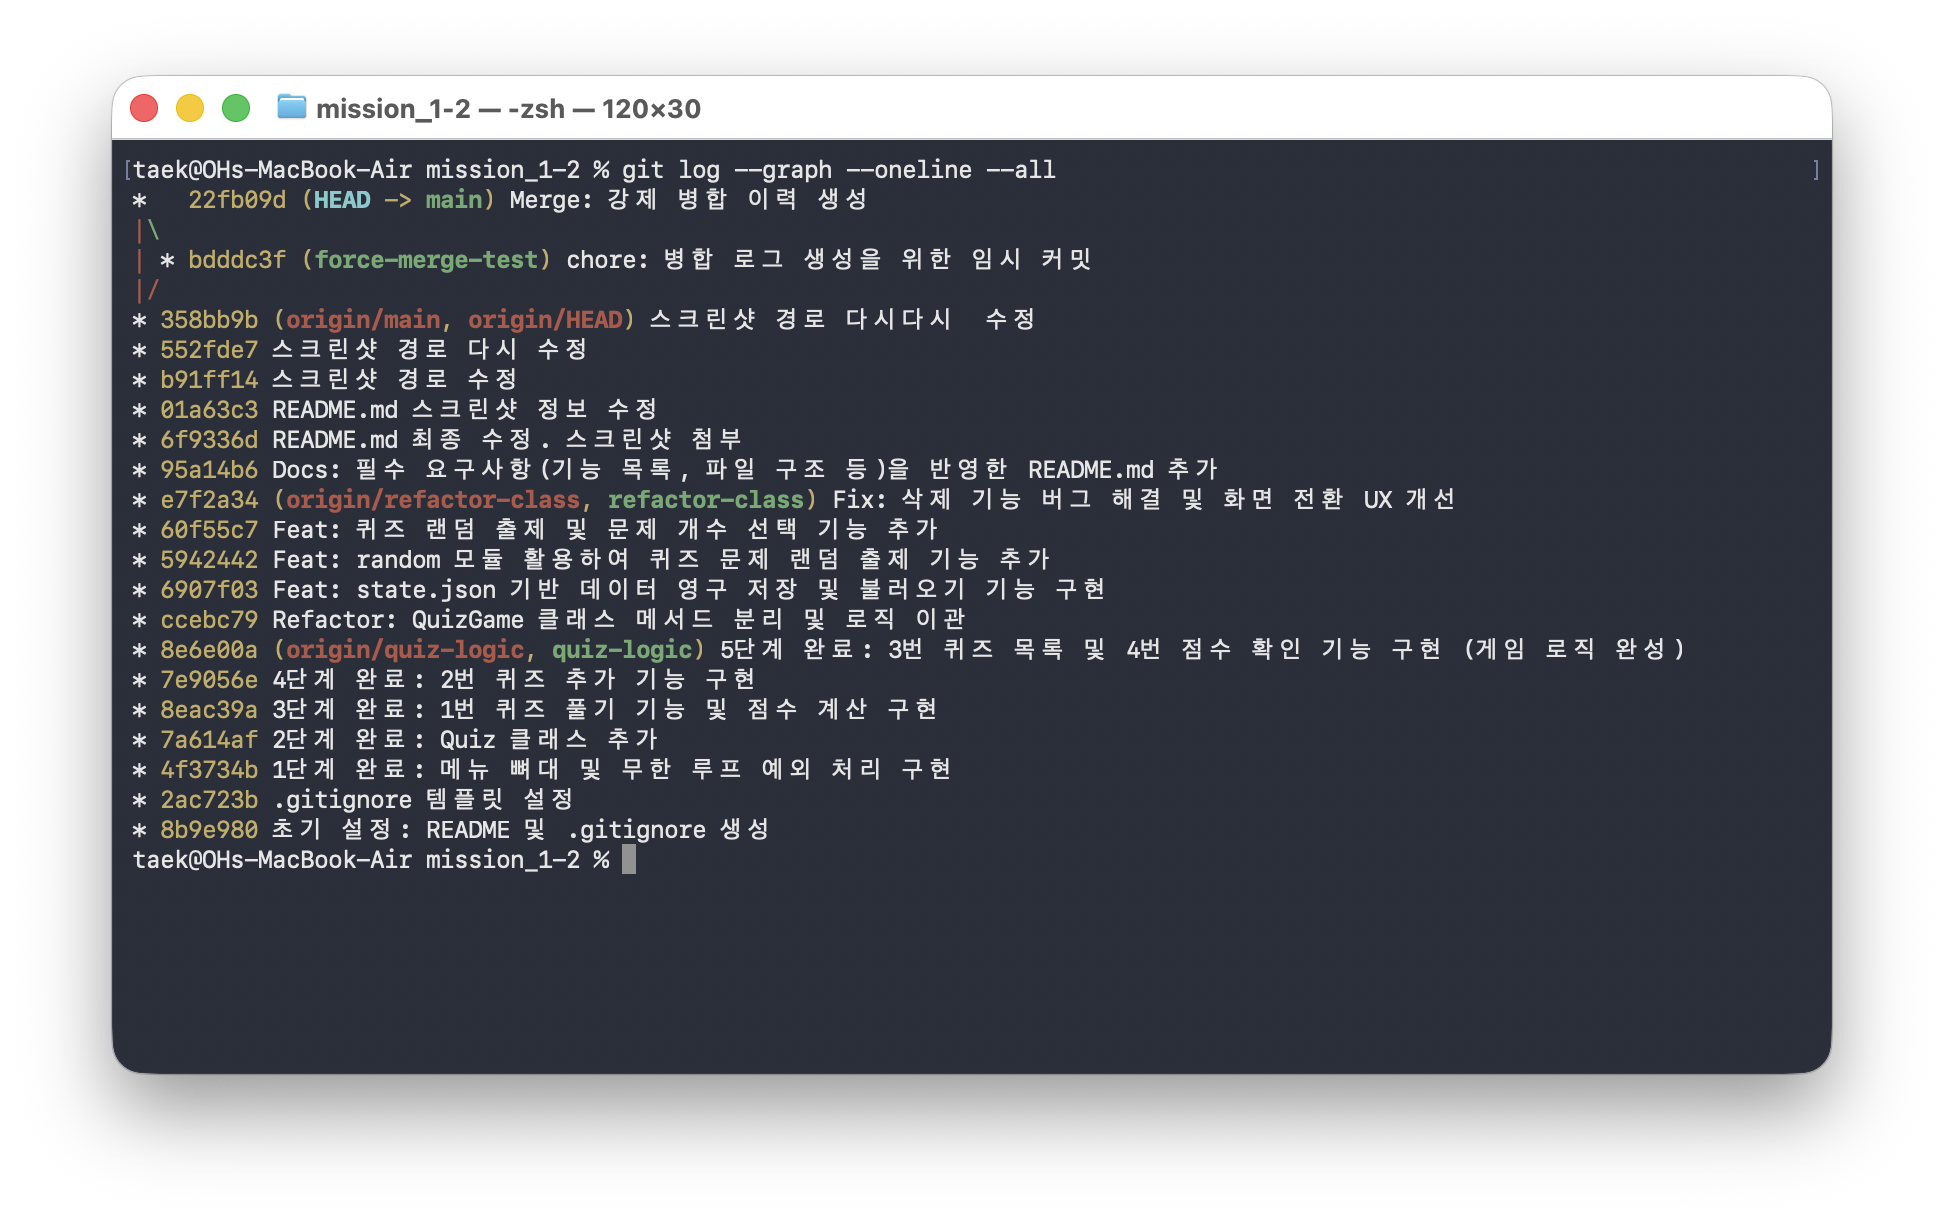 mission_1-2 — -zsh — 120×30
[taek@OHs-MacBook-Air mission_1-2 % git log --graph --oneline --all ]
*   22fb09d (HEAD -> main) Merge: 강제 병합 이력 생성
|\
| * bdddc3f (force-merge-test) chore: 병합 로그 생성을 위한 임시 커밋
|/
* 358bb9b (origin/main, origin/HEAD) 스크린샷 경로 다시다시  수정
* 552fde7 스크린샷 경로 다시 수정
* b91ff14 스크린샷 경로 수정
* 01a63c3 README.md 스크린샷 정보 수정
* 6f9336d README.md 최종 수정. 스크린샷 첨부
* 95a14b6 Docs: 필수 요구사항(기능 목록, 파일 구조 등)을 반영한 README.md 추가
* e7f2a34 (origin/refactor-class, refactor-class) Fix: 삭제 기능 버그 해결 및 화면 전환 UX 개선
* 60f55c7 Feat: 퀴즈 랜덤 출제 및 문제 개수 선택 기능 추가
* 5942442 Feat: random 모듈 활용하여 퀴즈 문제 랜덤 출제 기능 추가
* 6907f03 Feat: state.json 기반 데이터 영구 저장 및 불러오기 기능 구현
* ccebc79 Refactor: QuizGame 클래스 메서드 분리 및 로직 이관
* 8e6e00a (origin/quiz-logic, quiz-logic) 5단계 완료: 3번 퀴즈 목록 및 4번 점수 확인 기능 구현 (게임 로직 완성)
* 7e9056e 4단계 완료: 2번 퀴즈 추가 기능 구현
* 8eac39a 3단계 완료: 1번 퀴즈 풀기 기능 및 점수 계산 구현
* 7a614af 2단계 완료: Quiz 클래스 추가
* 4f3734b 1단계 완료: 메뉴 뼈대 및 무한 루프 예외 처리 구현
* 2ac723b .gitignore 템플릿 설정
* 8b9e980 초기 설정: README 및 .gitignore 생성
taek@OHs-MacBook-Air mission_1-2 %